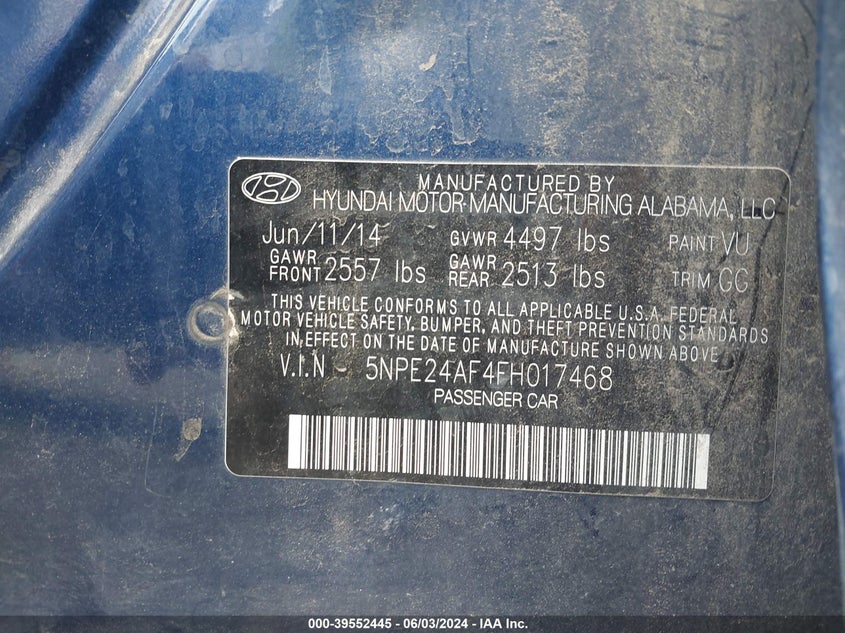 MANUFACTURED BY
HYUNDAI MOTOR MANUFACTURING ALABAMA, LLC
Jun/11/14 GVWR 4497 lbs PAINT VU
GAWR FRONT 2557 lbs GAWR REAR 2513 lbs TRIM GC
THIS VEHICLE CONFORMS TO ALL APPLICABLE U.S.A. FEDERAL
MOTOR VEHICLE SAFETY, BUMPER, AND THEFT PREVENTION STANDARDS
IN EFFECT ON THE DATE OF MANUFACTURE SHOWN ABOVE.
V.I.N - 5NPE24AF4FH017468
PASSENGER CAR
000-39552445 - 06/03/2024 - IAA Inc.